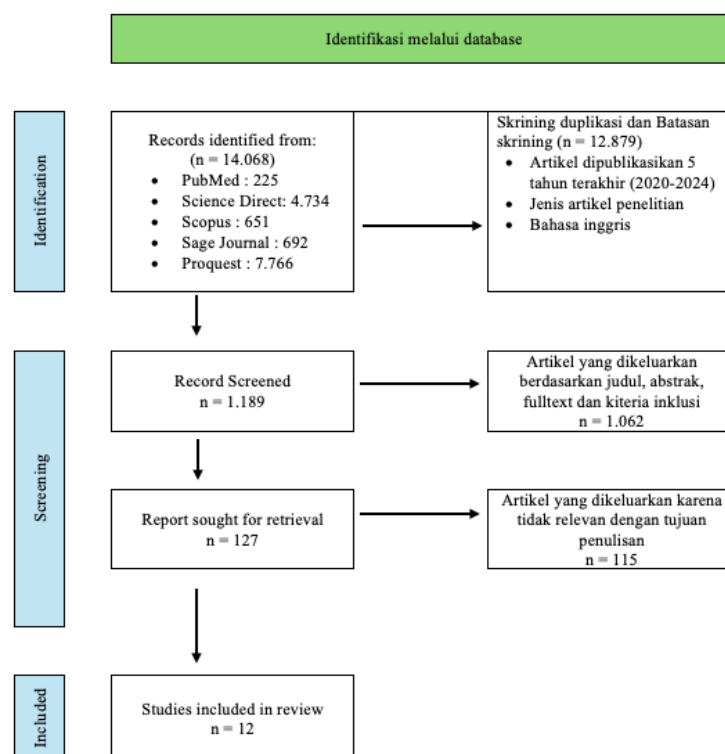 Identifikasi melalui database
Identification
Records identified from:
(n = 14.068)
• PubMed : 225
• Science Direct: 4.734
• Scopus : 651
• Sage Journal : 692
• Proquest : 7.766
Skrining duplikasi dan Batasan
skrining (n = 12.879)
• Artikel dipublikasikan 5
tahun terakhir (2020-2024)
• Jenis artikel penelitian
• Bahasa inggris
Screening
Record Screened
n = 1.189
Artikel yang dikeluarkan
berdasarkan judul, abstrak,
fulltext dan kiteria inklusi
n = 1.062
Report sought for retrieval
n = 127
Artikel yang dikeluarkan karena
tidak relevan dengan tujuan
penulisan
n = 115
Included
Studies included in review
n = 12